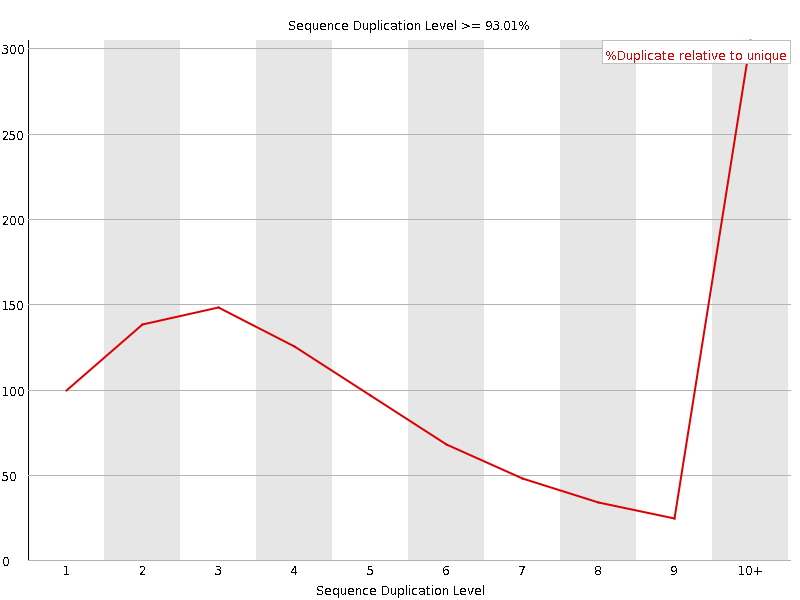 Sequence Duplication Level >= 93.01%
300
%Duplicate relative to unique
250
200
150
100
50
0
1 2 3 4 5 6 7 8 9 10+
Sequence Duplication Level